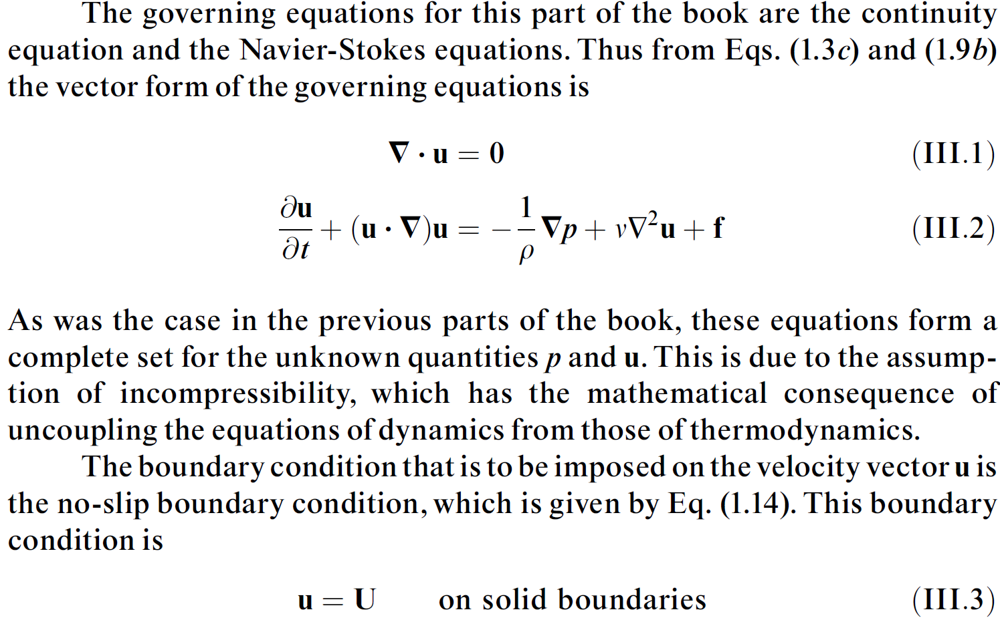 The governing equations for this part of the book are the continuity
equation and the Navier-Stokes equations. Thus from Eqs. (1.3c) and (1.9b)
the vector form of the governing equations is
∇ · u = 0 (III.1)
∂u/∂t + (u · ∇)u = −(1/ρ)∇p + ν∇²u + f (III.2)
As was the case in the previous parts of the book, these equations form a
complete set for the unknown quantities p and u. This is due to the assump-
tion of incompressibility, which has the mathematical consequence of
uncoupling the equations of dynamics from those of thermodynamics.
The boundary condition that is to be imposed on the velocity vector u is
the no-slip boundary condition, which is given by Eq. (1.14). This boundary
condition is
u = U on solid boundaries (III.3)